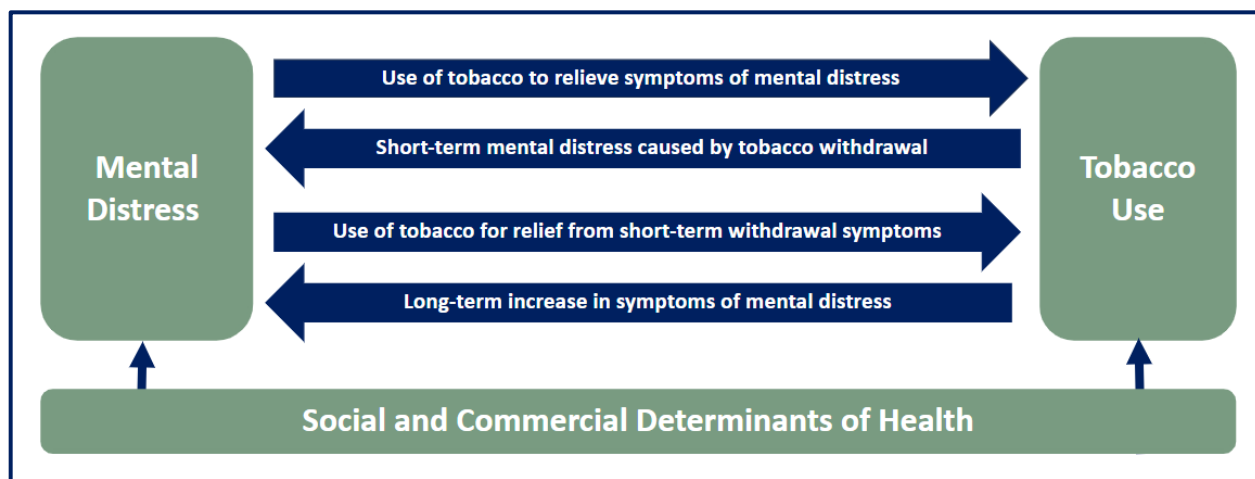 Use of tobacco to relieve symptoms of mental distress
Short-term mental distress caused by tobacco withdrawal
Mental
Distress
Tobacco
Use
Use of tobacco for relief from short-term withdrawal symptoms
Long-term increase in symptoms of mental distress
Social and Commercial Determinants of Health